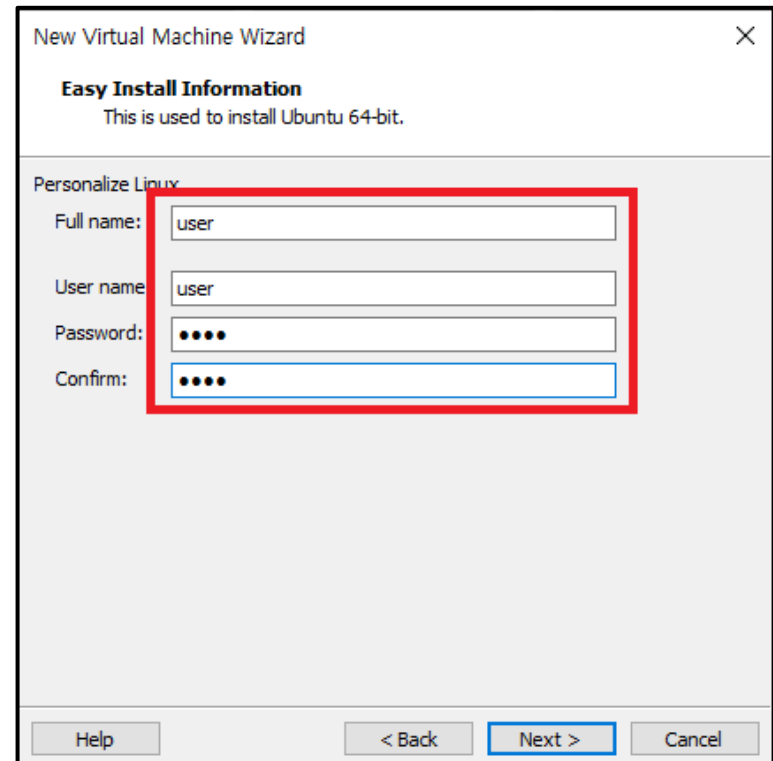 New Virtual Machine Wizard
Easy Install Information
This is used to install Ubuntu 64-bit.
Personalize Linux
Full name: user
User name user
Password: ••••
Confirm: ••••
Help < Back Next > Cancel